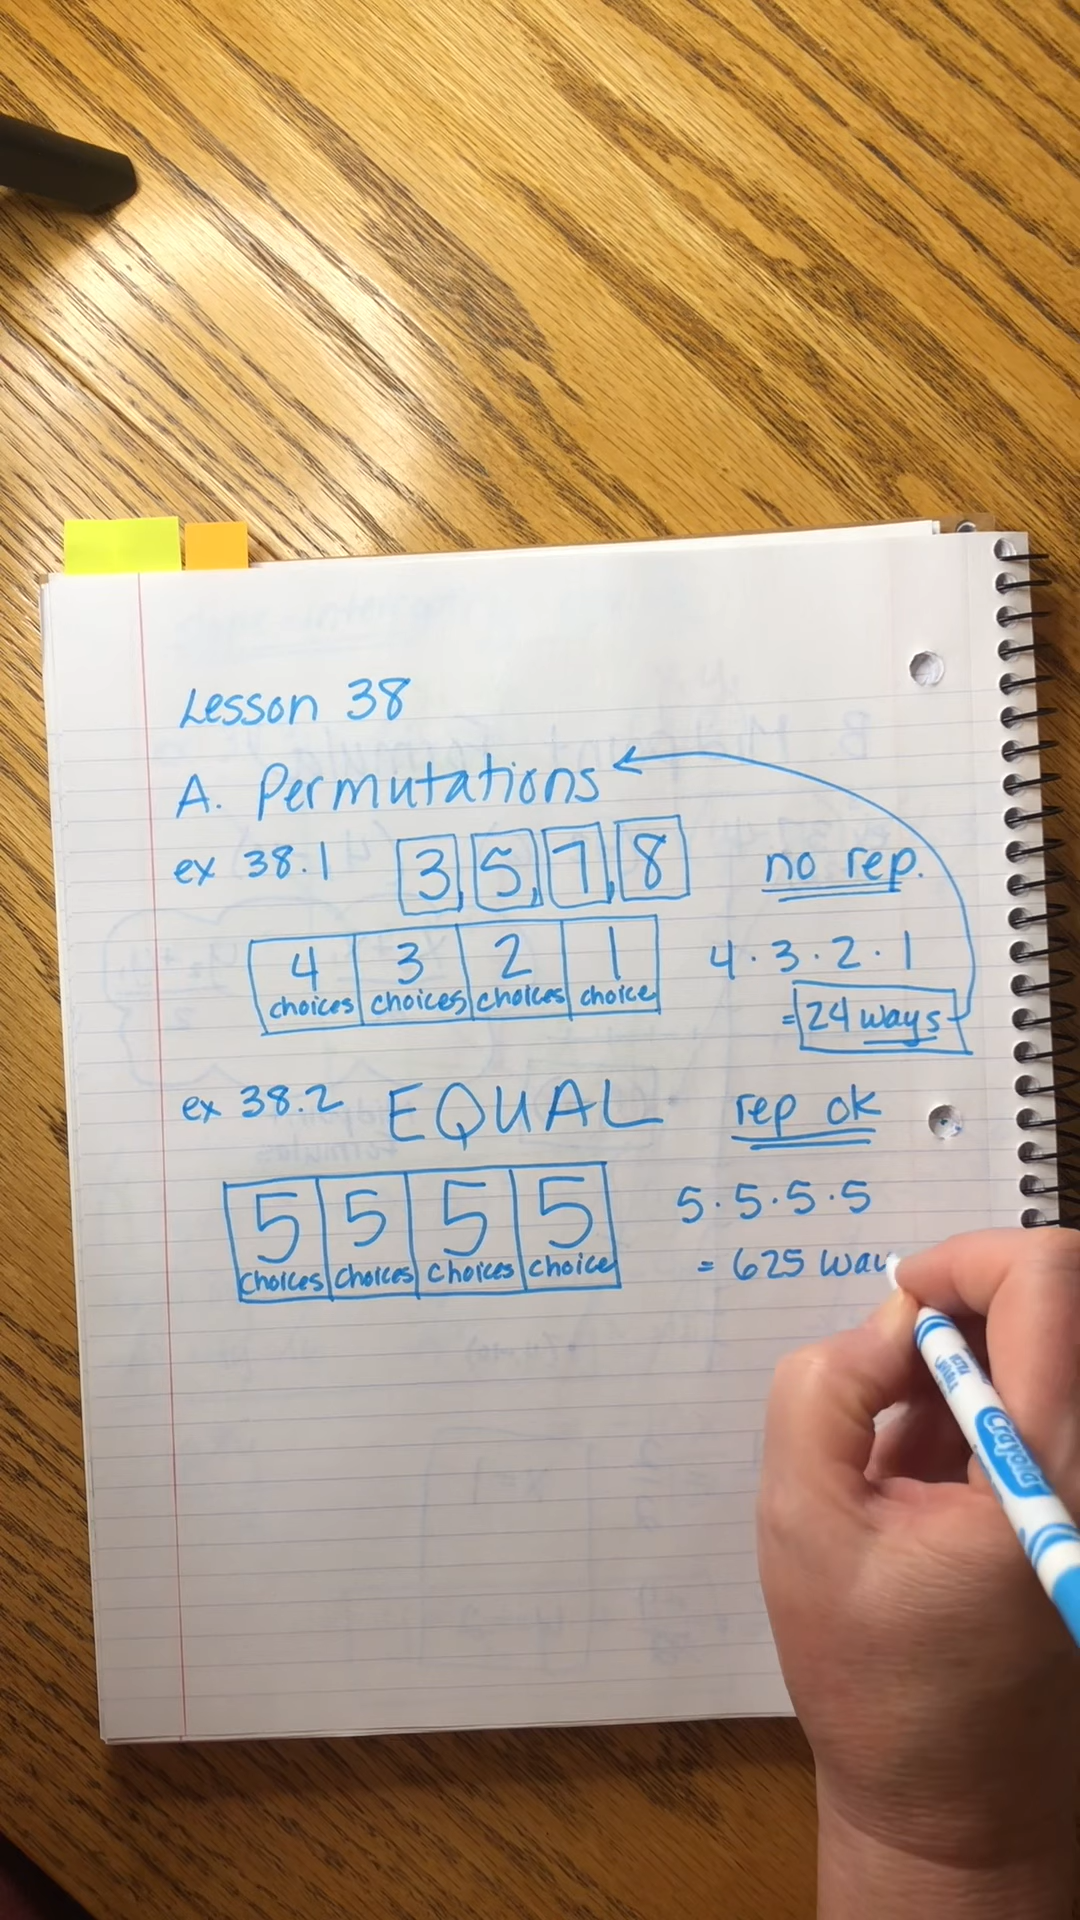 Lesson 38
A. Permutations
ex 38.1 3, 5, 7, 8 no rep.
4 3 2 1 4 · 3 · 2 · 1
choices choices choices choice
= 24 ways
ex 38.2 EQUAL rep ok
5 5 5 5 5 · 5 · 5 · 5
choices choices choices choice
= 625 way
Crayola